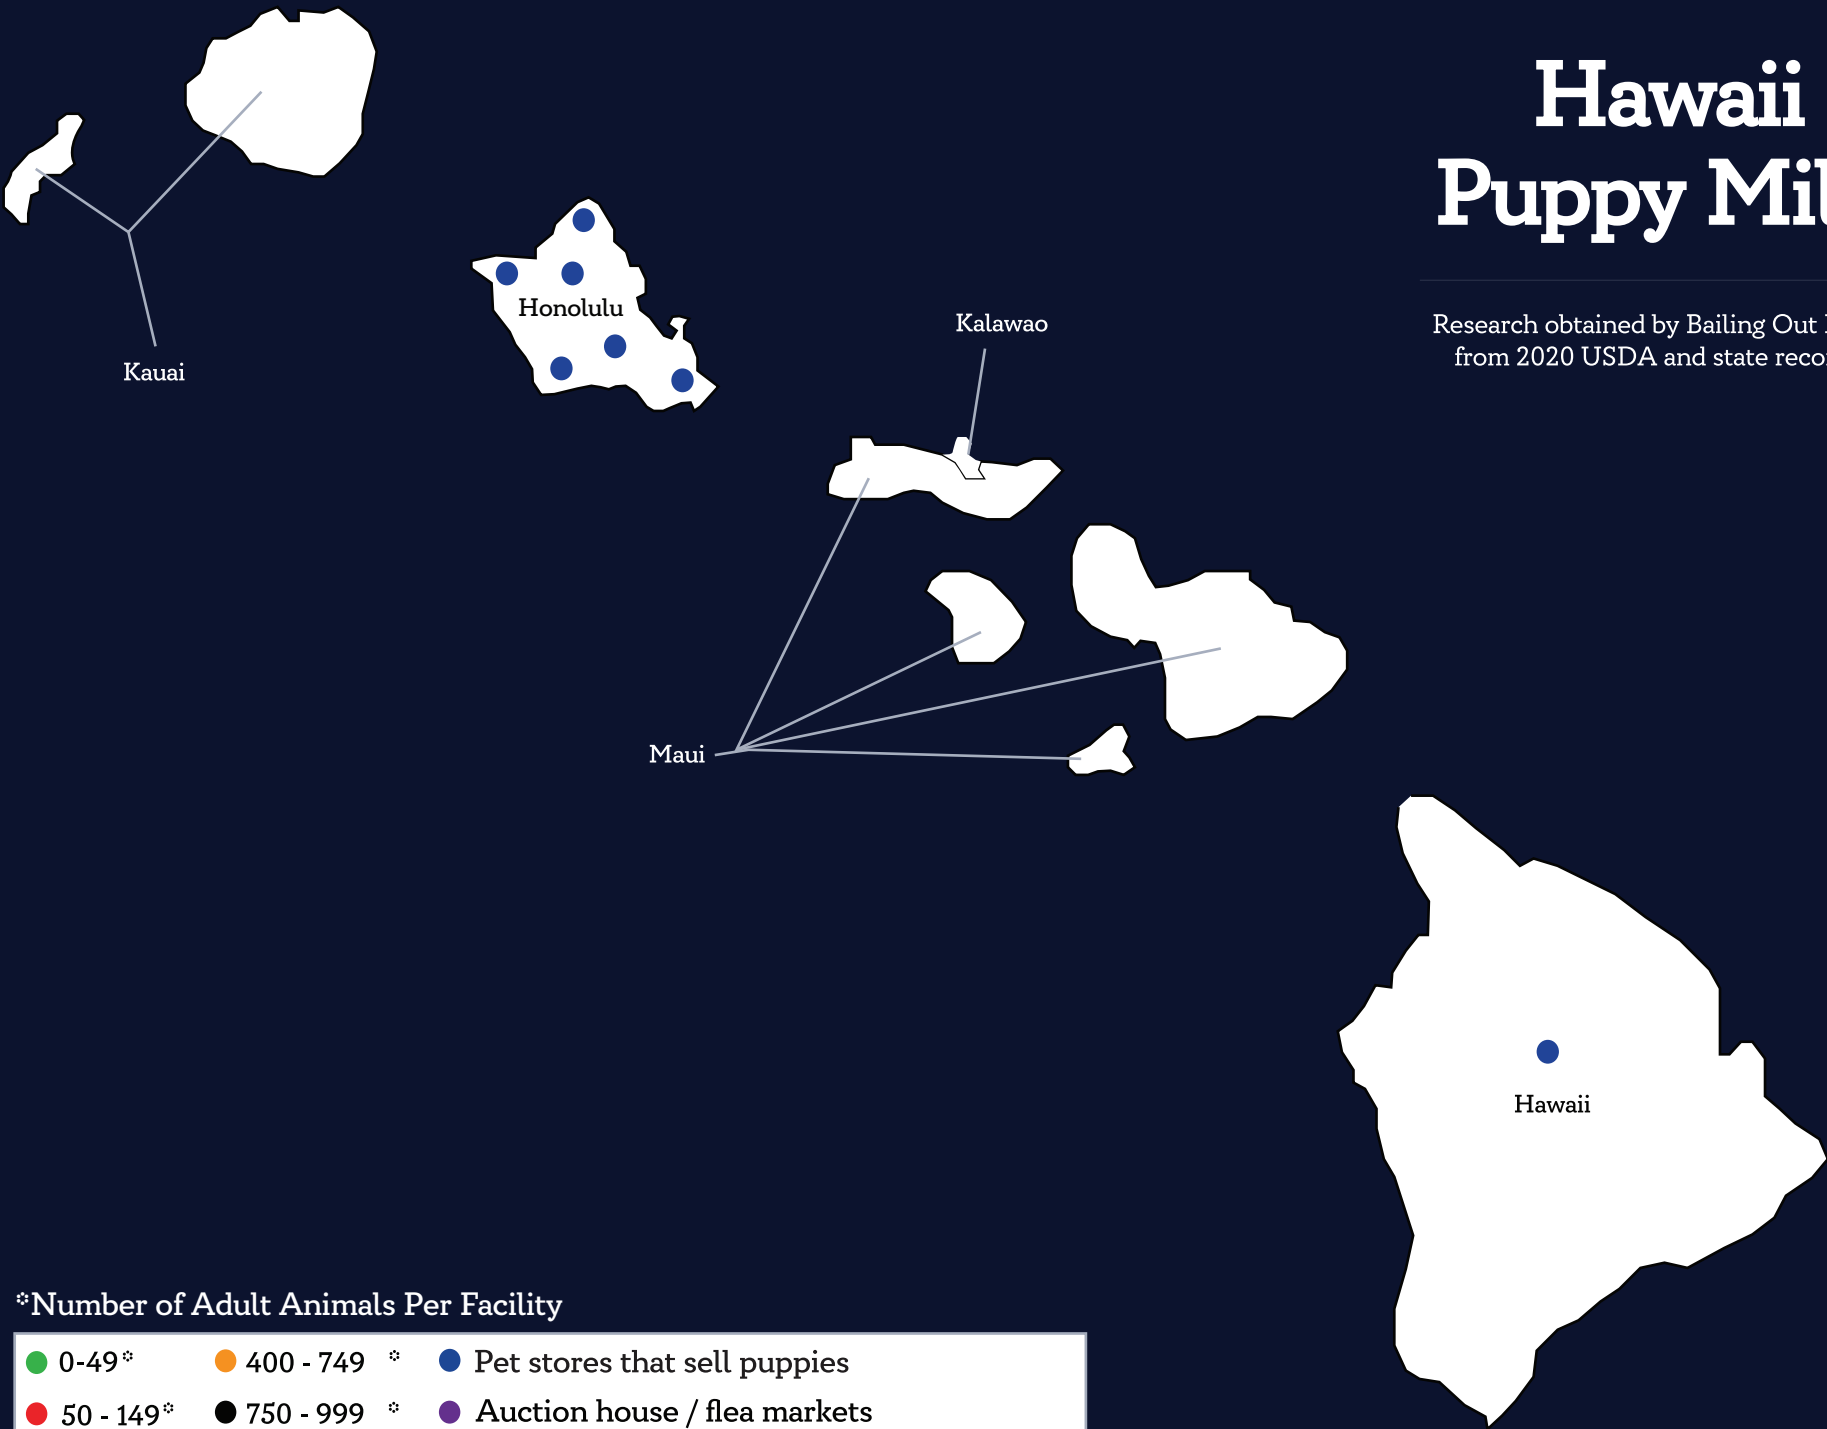 Hawaii
Puppy Mil
Research obtained by Bailing Out
from 2020 USDA and state reco
Honolulu
Kalawao
Kauai
Maui
Hawaii
*Number of Adult Animals Per Facility
0-49*
400 - 749 *
Pet stores that sell puppies
50 - 149*
750 - 999 *
Auction house / flea markets